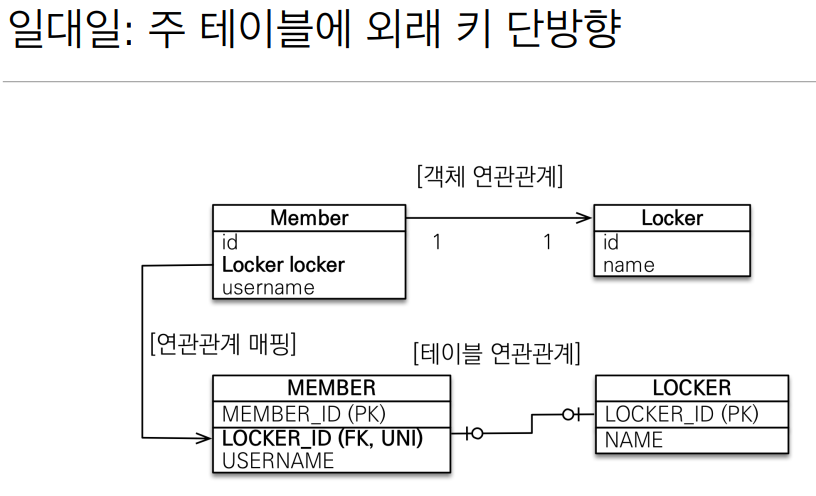 일대일: 주 테이블에 외래 키 단방향
[객체 연관관계]
Member
id
Locker locker
username
1
1
Locker
id
name
[연관관계 매핑]
[테이블 연관관계]
MEMBER
MEMBER_ID (PK)
LOCKER_ID (FK, UNI)
USERNAME
LOCKER
LOCKER_ID (PK)
NAME